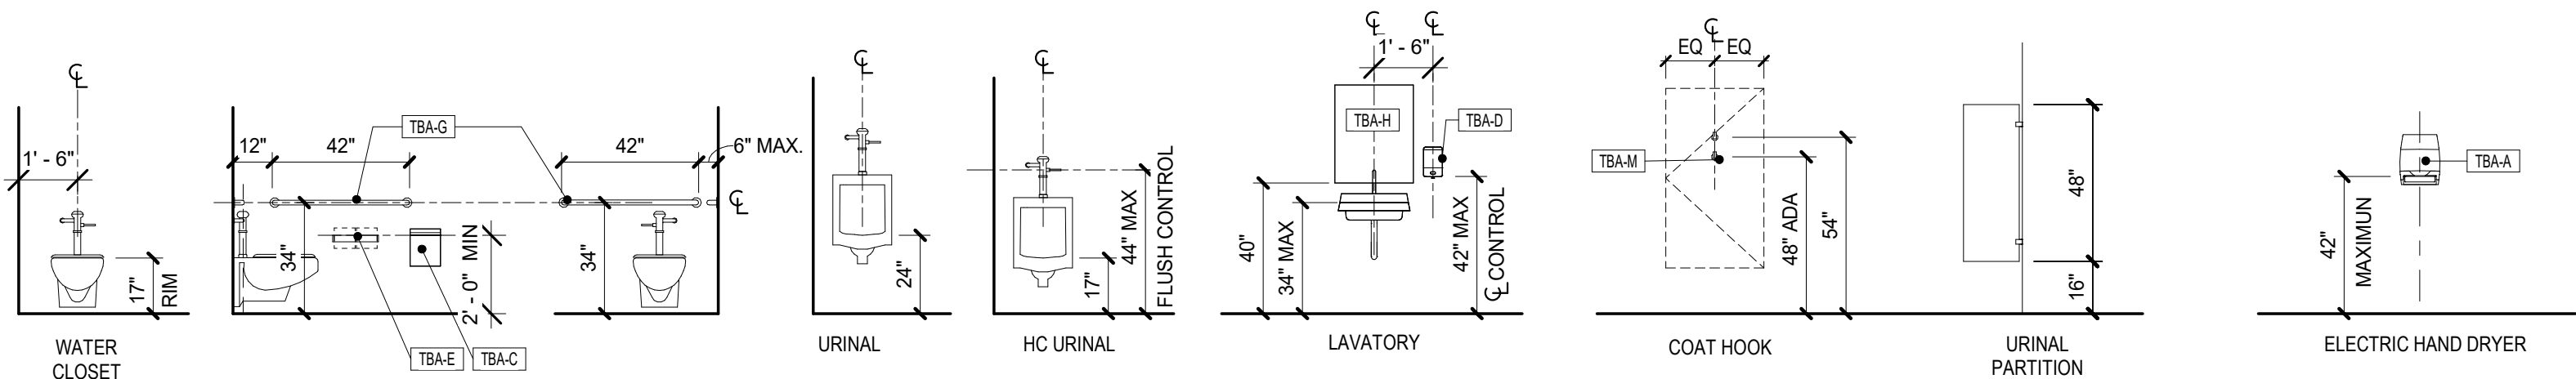 ℄
1' - 6"
17"
RIM
WATER
CLOSET
TBA-G
12"
42"
42"
6" MAX.
℄
34"
2' - 0" MIN
34"
TBA-E
TBA-C
℄
24"
URINAL
℄
17"
44" MAX
FLUSH CONTROL
HC URINAL
℄
℄
1' - 6"
TBA-H
TBA-D
40"
34" MAX
42" MAX
℄ CONTROL
LAVATORY
℄
EQ
EQ
TBA-M
48" ADA
54"
COAT HOOK
48"
16"
URINAL
PARTITION
TBA-A
42"
MAXIMUN
ELECTRIC HAND DRYER